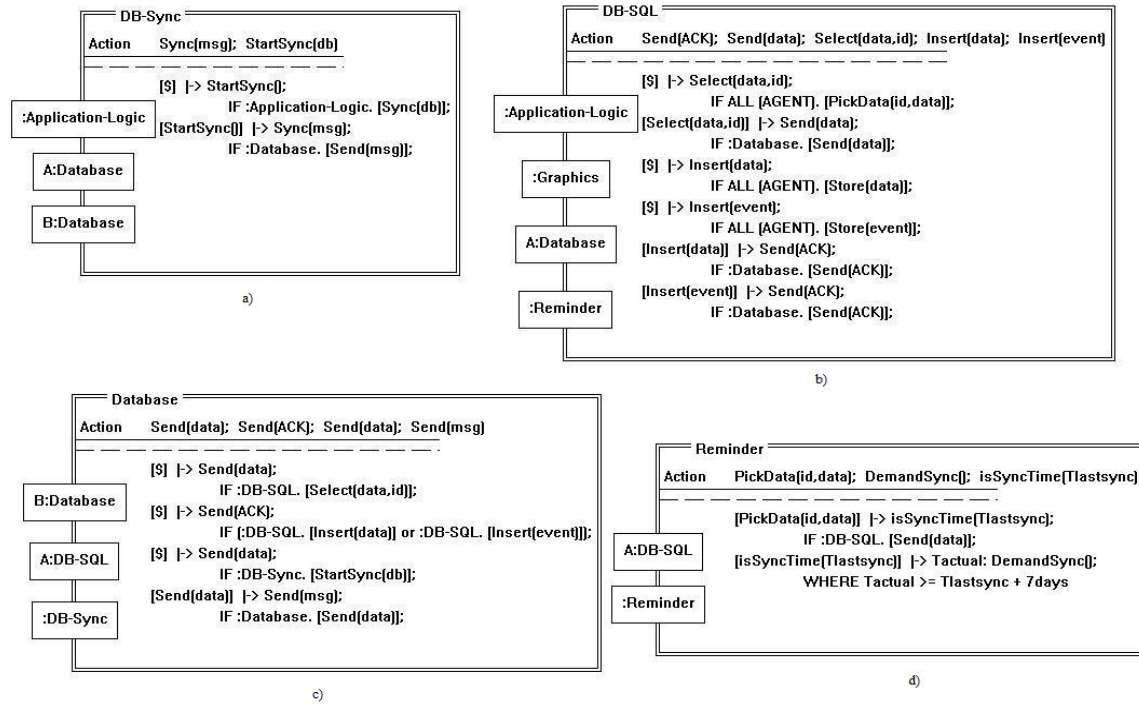 DB-Sync
Action Sync(msg); StartSync(db)
[$] |-> StartSync();
IF :Application-Logic. [Sync(db)];
:Application-Logic
[StartSync()] |-> Sync(msg);
IF :Database. [Send(msg)];
A:Database
B:Database
a)
DB-SQL
Action Send(ACK); Send(data); Select(data,id); Insert(data); Insert(event)
[$] |-> Select(data,id);
IF ALL (AGENT). [PickData(id,data)];
:Application-Logic
[Select(data,id)] |-> Send(data);
IF :Database. [Send(data)];
:Graphics
[$] |-> Insert(data);
IF ALL (AGENT). [Store(data)];
[$] |-> Insert(event);
IF ALL (AGENT). [Store(event)];
A:Database
[Insert(data)] |-> Send(ACK);
IF :Database. [Send(ACK)];
[Insert(event)] |-> Send(ACK);
:Reminder
IF :Database. [Send(ACK)];
b)
Database
Action Send(data); Send(ACK); Send(data); Send(msg)
[$] |-> Send(data);
IF :DB-SQL. [Select(data,id)];
B:Database
[$] |-> Send(ACK);
IF (:DB-SQL. [Insert(data)] or :DB-SQL. [Insert(event)]);
A:DB-SQL
[$] |-> Send(data);
IF :DB-Sync. [StartSync(db)];
[Send(data)] |-> Send(msg);
:DB-Sync
IF :Database. [Send(data)];
c)
Reminder
Action PickData(id,data); DemandSync(); isSyncTime(Tlastsync)
[PickData(id,data)] |-> isSyncTime(Tlastsync);
IF :DB-SQL. [Send(data)];
A:DB-SQL
[isSyncTime(Tlastsync)] |-> Tactual: DemandSync();
WHERE Tactual >= Tlastsync + 7days
:Reminder
d)